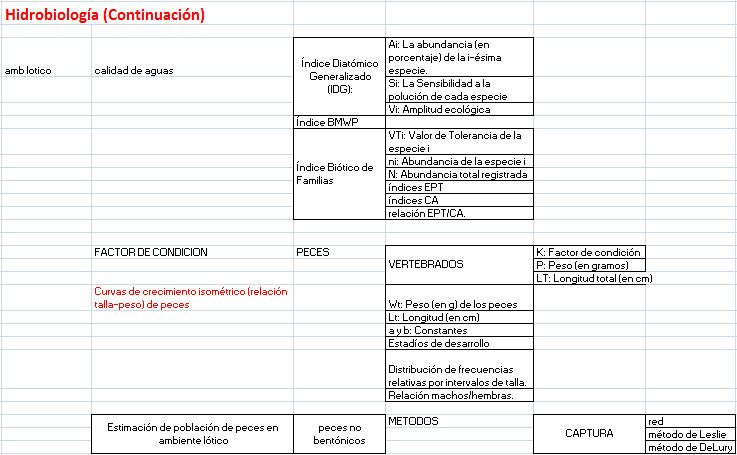 Hidrobiología (Continuación)
amb lotico
calidad de aguas
Índice Diatómico
Generalizado
(IDG):
Ai: La abundancia (en
porcentaje) de la i-ésima
especie.
Si: La Sensibilidad a la
polución de cada especie
Vi: Amplitud ecológica
Índice BMWP
Índice Biótico de
Familias
VTi: Valor de Tolerancia de la
especie i
ni: Abundancia de la especie i
N: Abundancia total registrada
índices EPT
índices CA
relación EPT/CA.
FACTOR DE CONDICION
PECES
VERTEBRADOS
K: Factor de condición
P: Peso (en gramos)
LT: Longitud total (en cm)
Curvas de crecimiento isométrico (relación
talla-peso) de peces
Wt: Peso (en g) de los peces
Lt: Longitud (en cm)
a y b: Constantes
Estadíos de desarrollo
Distribución de frecuencias
relativas por intervalos de talla.
Relación machos/hembras.
Estimación de población de peces en
ambiente lótico
peces no
bentónicos
METODOS
CAPTURA
red
método de Leslie
método de DeLury